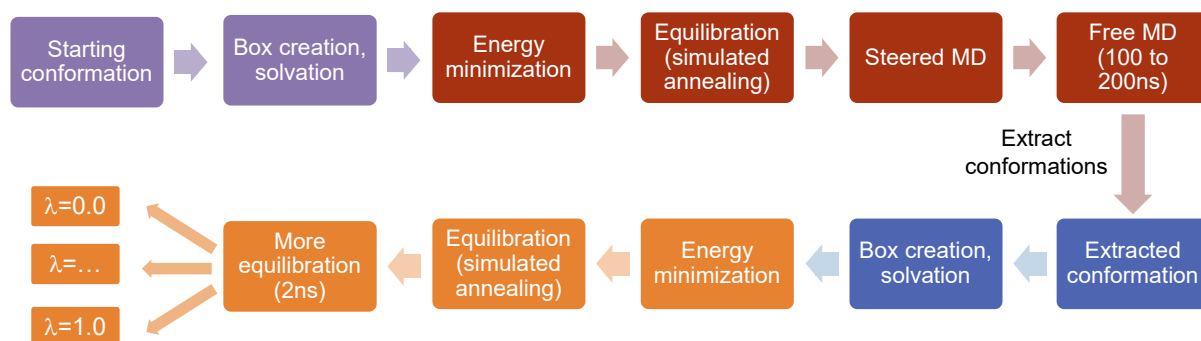 Starting
conformation
Box creation,
solvation
Energy
minimization
Equilibration
(simulated
annealing)
Steered MD
Free MD
(100 to
200ns)
Extract
conformations
Extracted
conformation
Box creation,
solvation
Energy
minimization
Equilibration
(simulated
annealing)
More
equilibration
(2ns)
λ=0.0
λ=...
λ=1.0